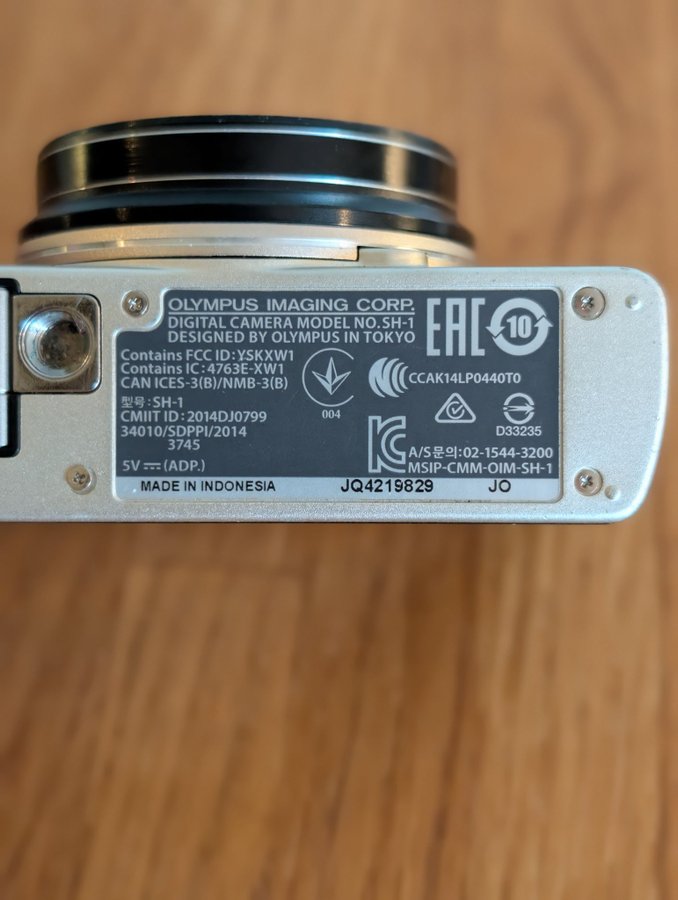 OLYMPUS IMAGING CORP.
DIGITAL CAMERA MODEL NO.SH-1
DESIGNED BY OLYMPUS IN TOKYO
EAC
10
Contains FCC ID: YSKXW1
Contains IC: 4763E-XW1
CAN ICES-3(B)/NMB-3(B)
004
CCAK14LP0440T0
型号: SH-1
CMIIT ID: 2014DJ0799
34010/SDPPI/2014
3745
D33235
A/S문의: 02-1544-3200
MSIP-CMM-OIM-SH-1
5V (ADP.)
MADE IN INDONESIA JQ4219829 JO